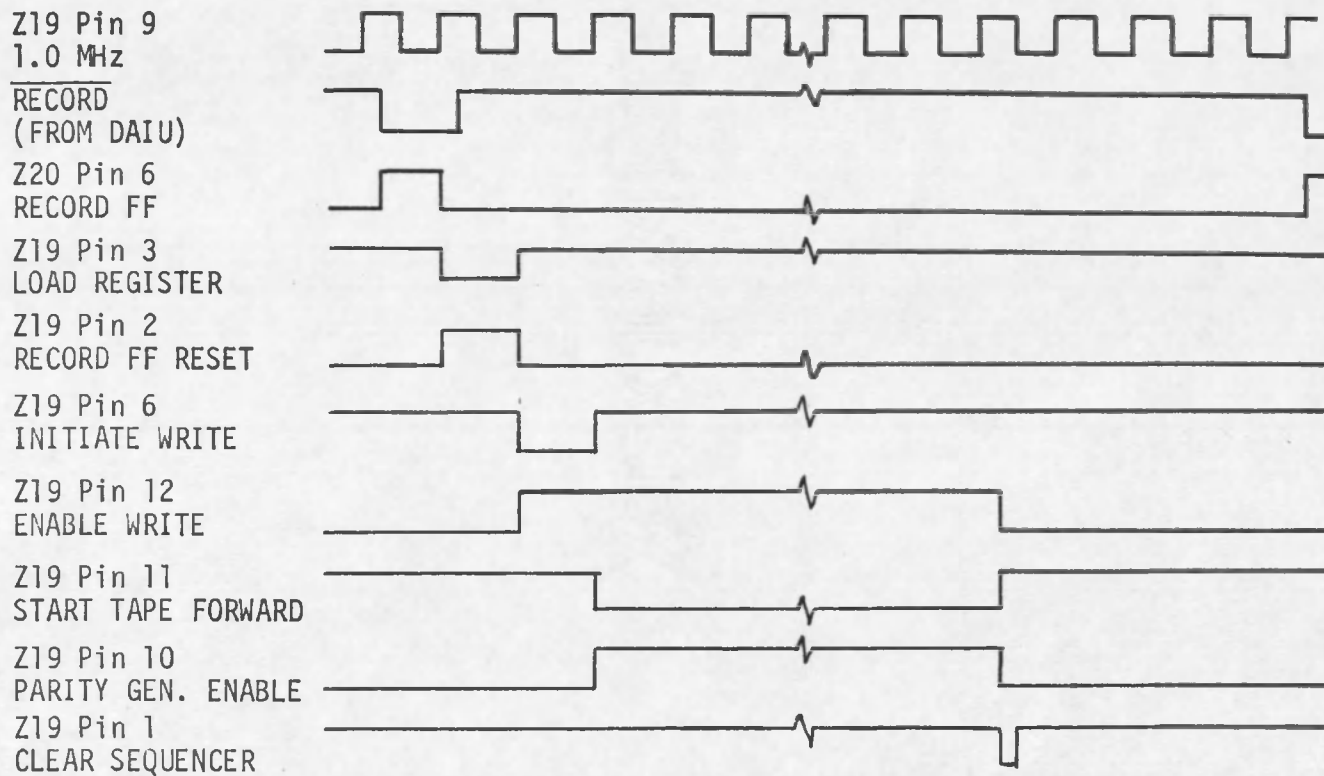 Z19 Pin 9
1.0 MHz
RECORD
(FROM DAIU)
Z20 Pin 6
RECORD FF
Z19 Pin 3
LOAD REGISTER
Z19 Pin 2
RECORD FF RESET
Z19 Pin 6
INITIATE WRITE
Z19 Pin 12
ENABLE WRITE
Z19 Pin 11
START TAPE FORWARD
Z19 Pin 10
PARITY GEN. ENABLE
Z19 Pin 1
CLEAR SEQUENCER